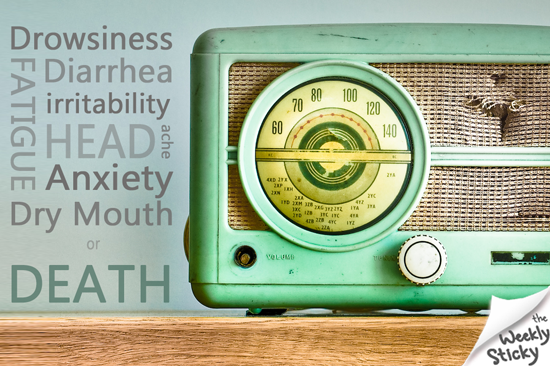 Drowsiness
FATIGUE
Diarrhea
irritability
HEAD ache
Anxiety
Dry Mouth
or
DEATH
60 70 80 100 120 140
VOLUME
the
Weekly
Sticky